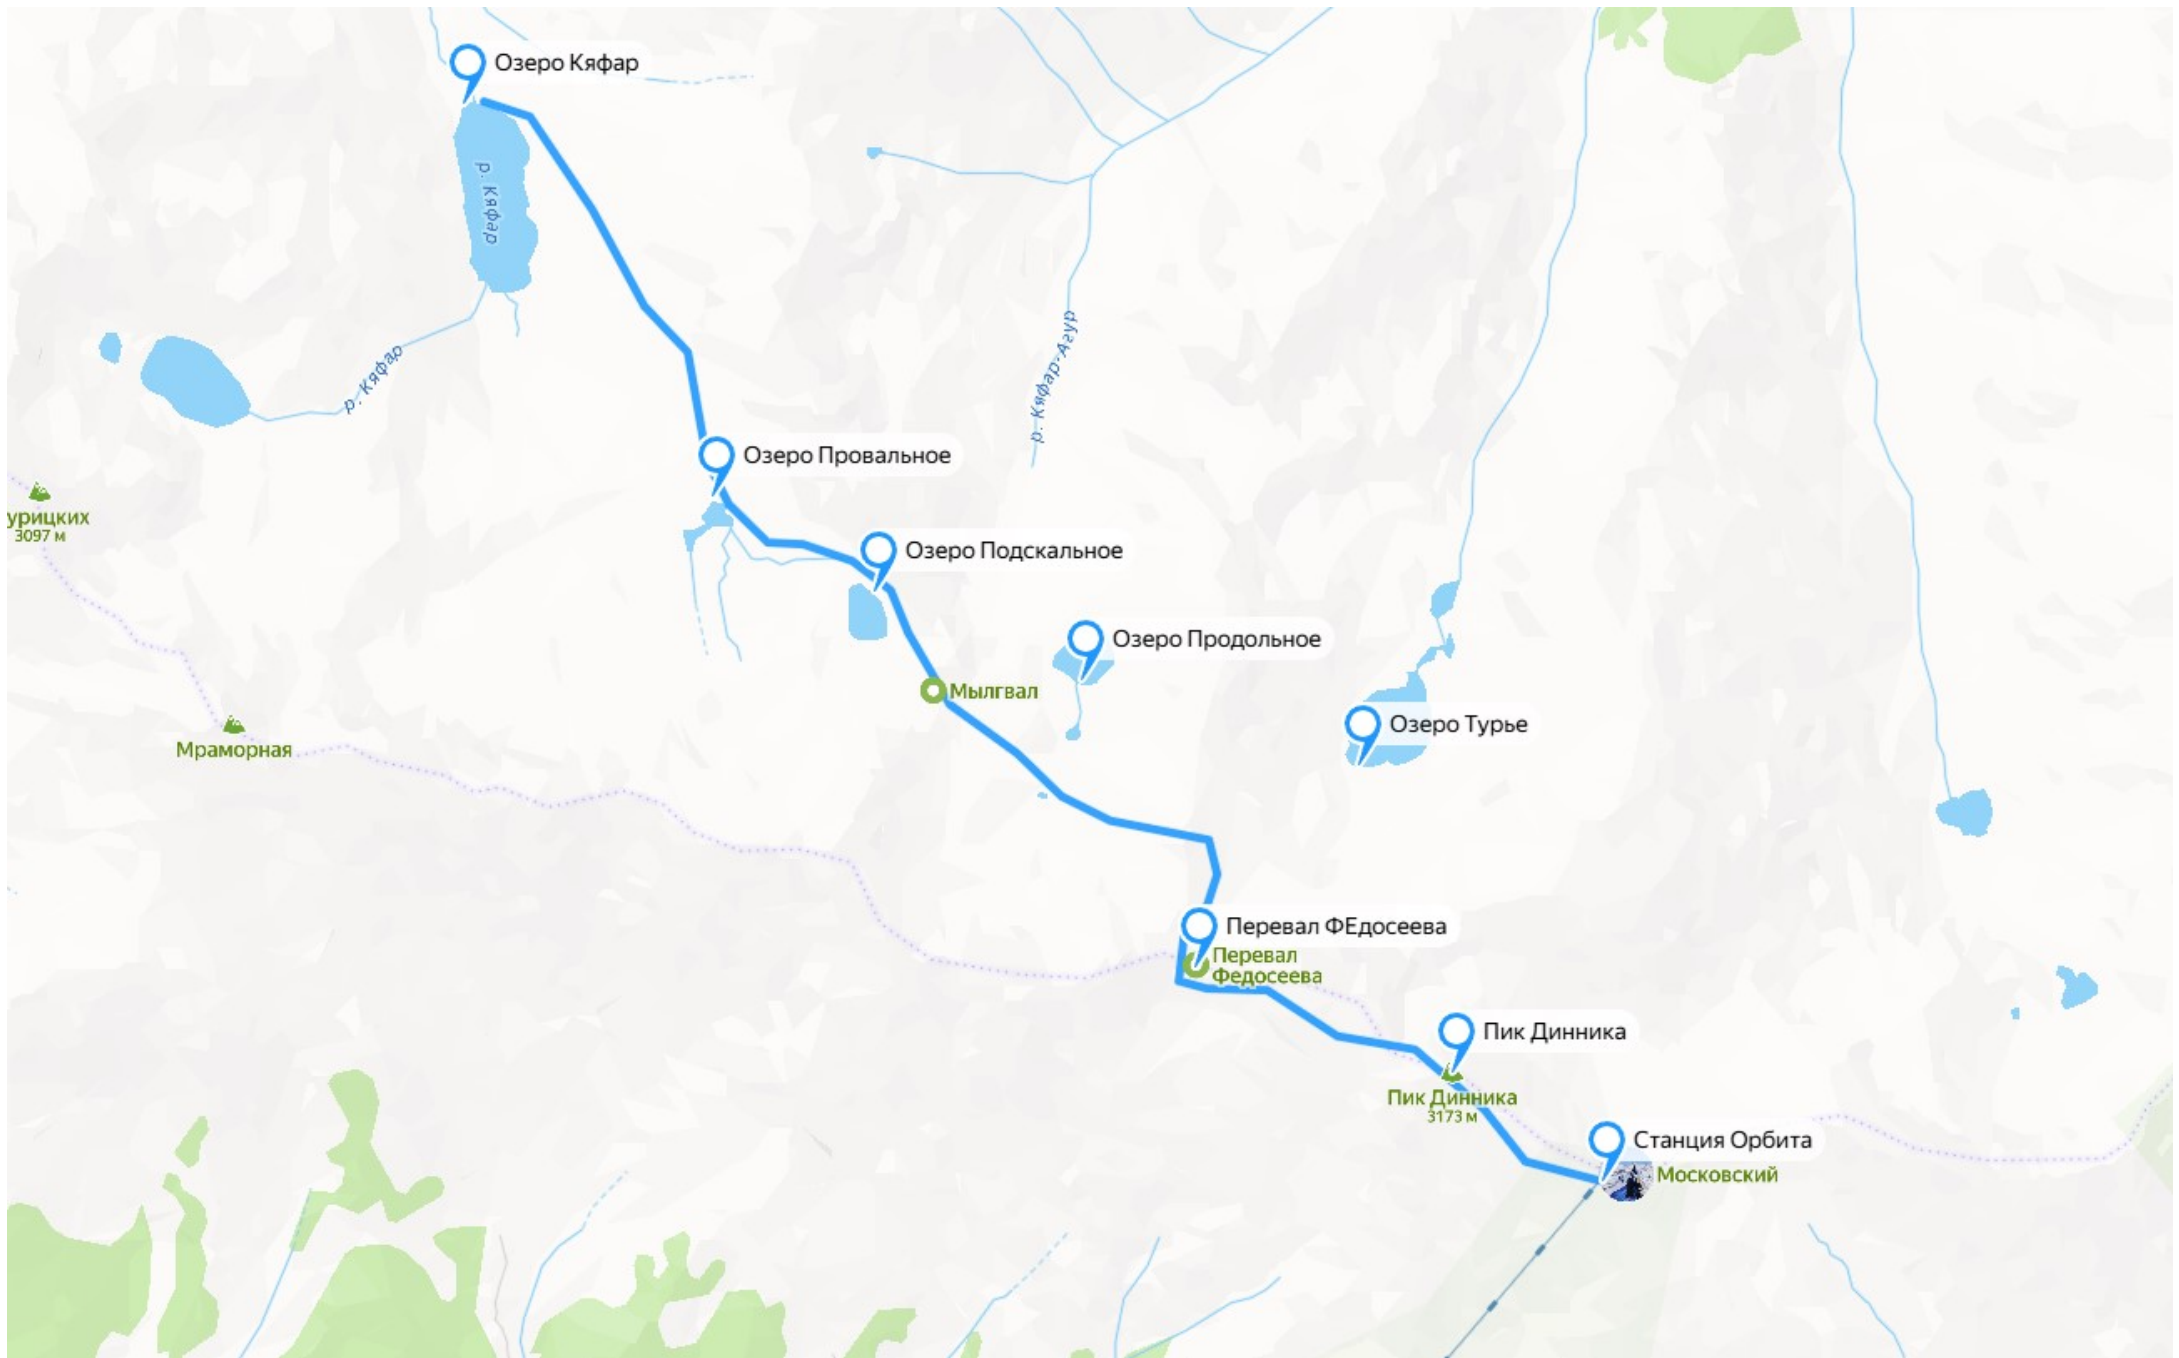 Озеро Кяфар
р. Кяфар
р. Кяфар-Агур
р. Кяфар
Озеро Провальное
урицких
3097 м
Озеро Подскальное
Озеро Продольное
Мылгвал
Озеро Турье
Мраморная
Перевал ФЕдосеева
Перевал
Федосеева
Пик Динника
Пик Динника
3173 м
Станция Орбита
Московский